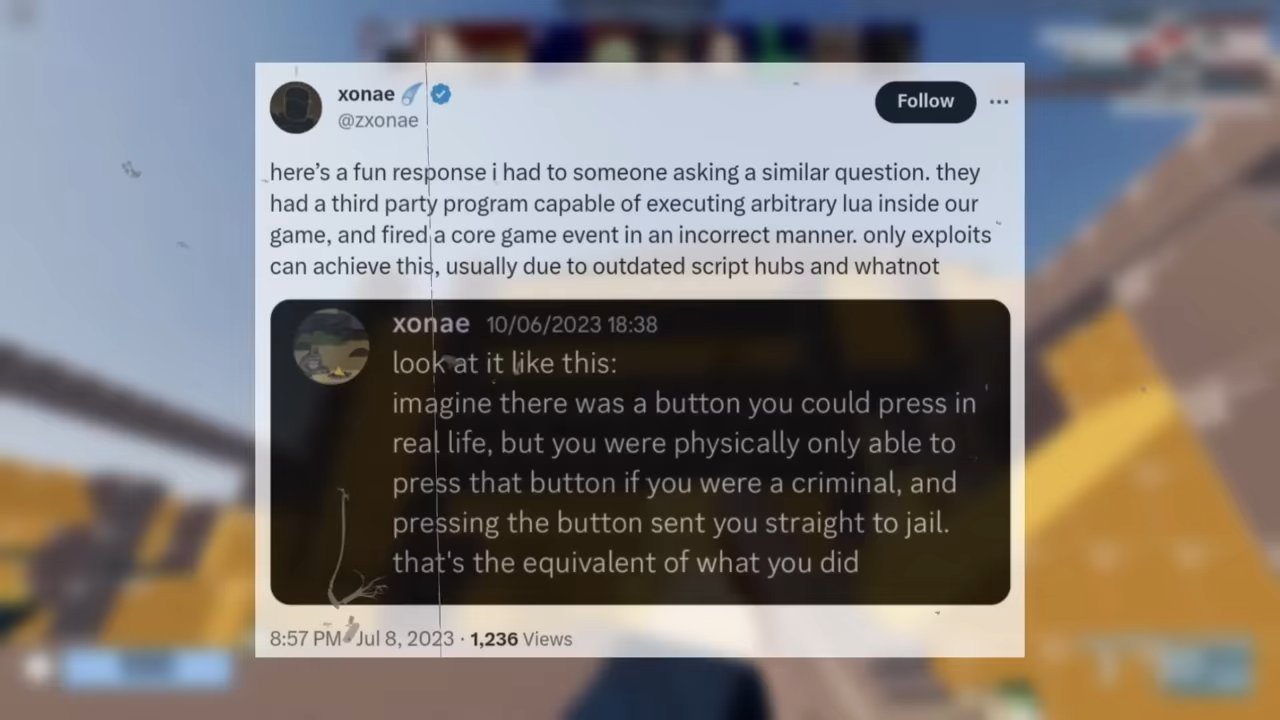 xonae
@zxonae
Follow
here’s a fun response i had to someone asking a similar question. they
had a third party program capable of executing arbitrary lua inside our
game, and fired a core game event in an incorrect manner. only exploits
can achieve this, usually due to outdated script hubs and whatnot
xonae 10/06/2023 18:38
look at it like this:
imagine there was a button you could press in
real life, but you were physically only able to
press that button if you were a criminal, and
pressing the button sent you straight to jail.
that's the equivalent of what you did
8:57 PM · Jul 8, 2023 · 1,236 Views